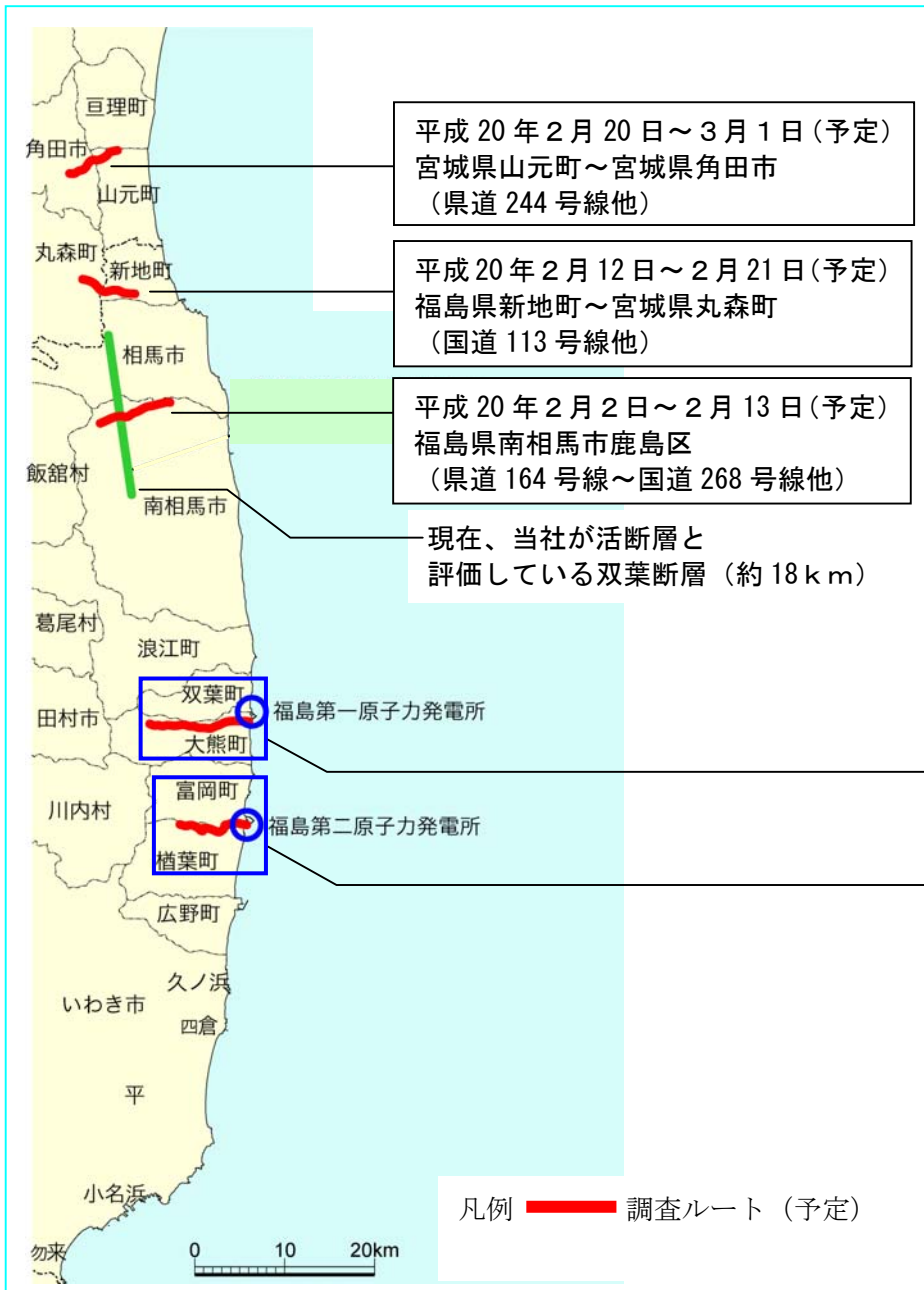 亘理町
角田市
山元町
平成 20 年２月 20 日～３月１日（予定）
宮城県山元町～宮城県角田市
（県道 244 号線他）
丸森町
新地町
平成 20 年２月 12 日～２月 21 日（予定）
福島県新地町～宮城県丸森町
（国道 113 号線他）
相馬市
平成 20 年２月２日～２月 13 日（予定）
福島県南相馬市鹿島区
（県道 164 号線～国道 268 号線他）
飯舘村
南相馬市
現在、当社が活断層と
評価している双葉断層（約 18ｋｍ）
葛尾村
浪江町
双葉町
福島第一原子力発電所
田村市
大熊町
富岡町
川内村
福島第二原子力発電所
楢葉町
広野町
久ノ浜
いわき市
四倉
平
小名浜
凡例 調査ルート（予定）
勿来
0 10 20km